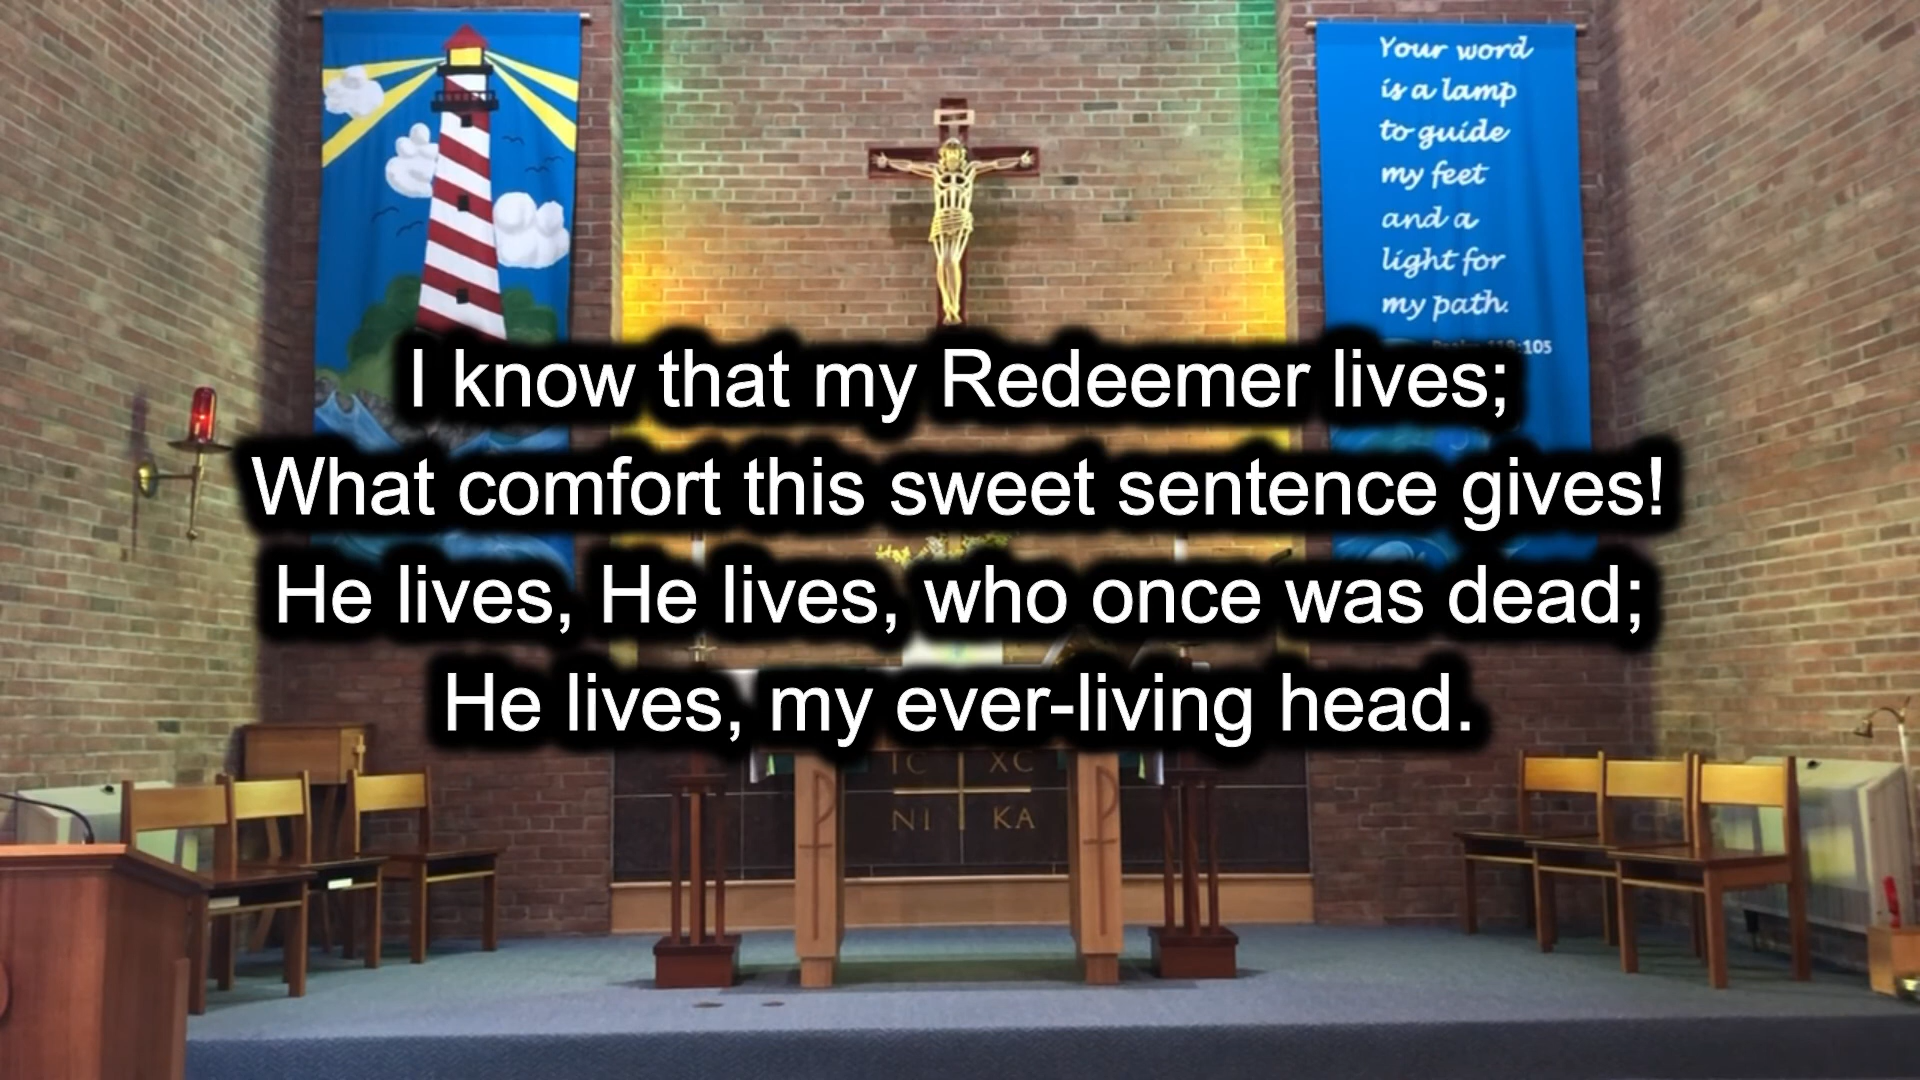 Your word
is a lamp
to guide
my feet
and a
light for
my path.
:105
I know that my Redeemer lives;
What comfort this sweet sentence gives!
He lives, He lives, who once was dead;
He lives, my ever-living head.
IC XC
NI KA